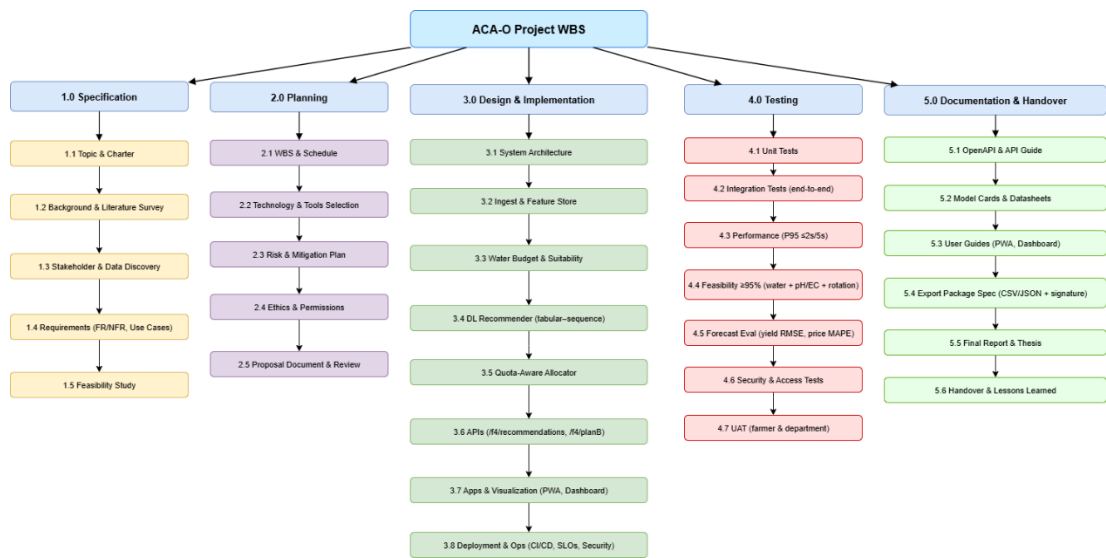 ACA-O Project WBS
1.0 Specification
1.1 Topic & Charter
1.2 Background & Literature Survey
1.3 Stakeholder & Data Discovery
1.4 Requirements (FR/NFR, Use Cases)
1.5 Feasibility Study
2.0 Planning
2.1 WBS & Schedule
2.2 Technology & Tools Selection
2.3 Risk & Mitigation Plan
2.4 Ethics & Permissions
2.5 Proposal Document & Review
3.0 Design & Implementation
3.1 System Architecture
3.2 Ingest & Feature Store
3.3 Water Budget & Suitability
3.4 DL Recommender (tabular–sequence)
3.5 Quota-Aware Allocator
3.6 APIs (/f4/recommendations, /f4/planB)
3.7 Apps & Visualization (PWA, Dashboard)
3.8 Deployment & Ops (CI/CD, SLOs, Security)
4.0 Testing
4.1 Unit Tests
4.2 Integration Tests (end-to-end)
4.3 Performance (P95 ≤2s/5s)
4.4 Feasibility ≥95% (water + pH/EC + rotation)
4.5 Forecast Eval (yield RMSE, price MAPE)
4.6 Security & Access Tests
4.7 UAT (farmer & department)
5.0 Documentation & Handover
5.1 OpenAPI & API Guide
5.2 Model Cards & Datasheets
5.3 User Guides (PWA, Dashboard)
5.4 Export Package Spec (CSV/JSON + signature)
5.5 Final Report & Thesis
5.6 Handover & Lessons Learned